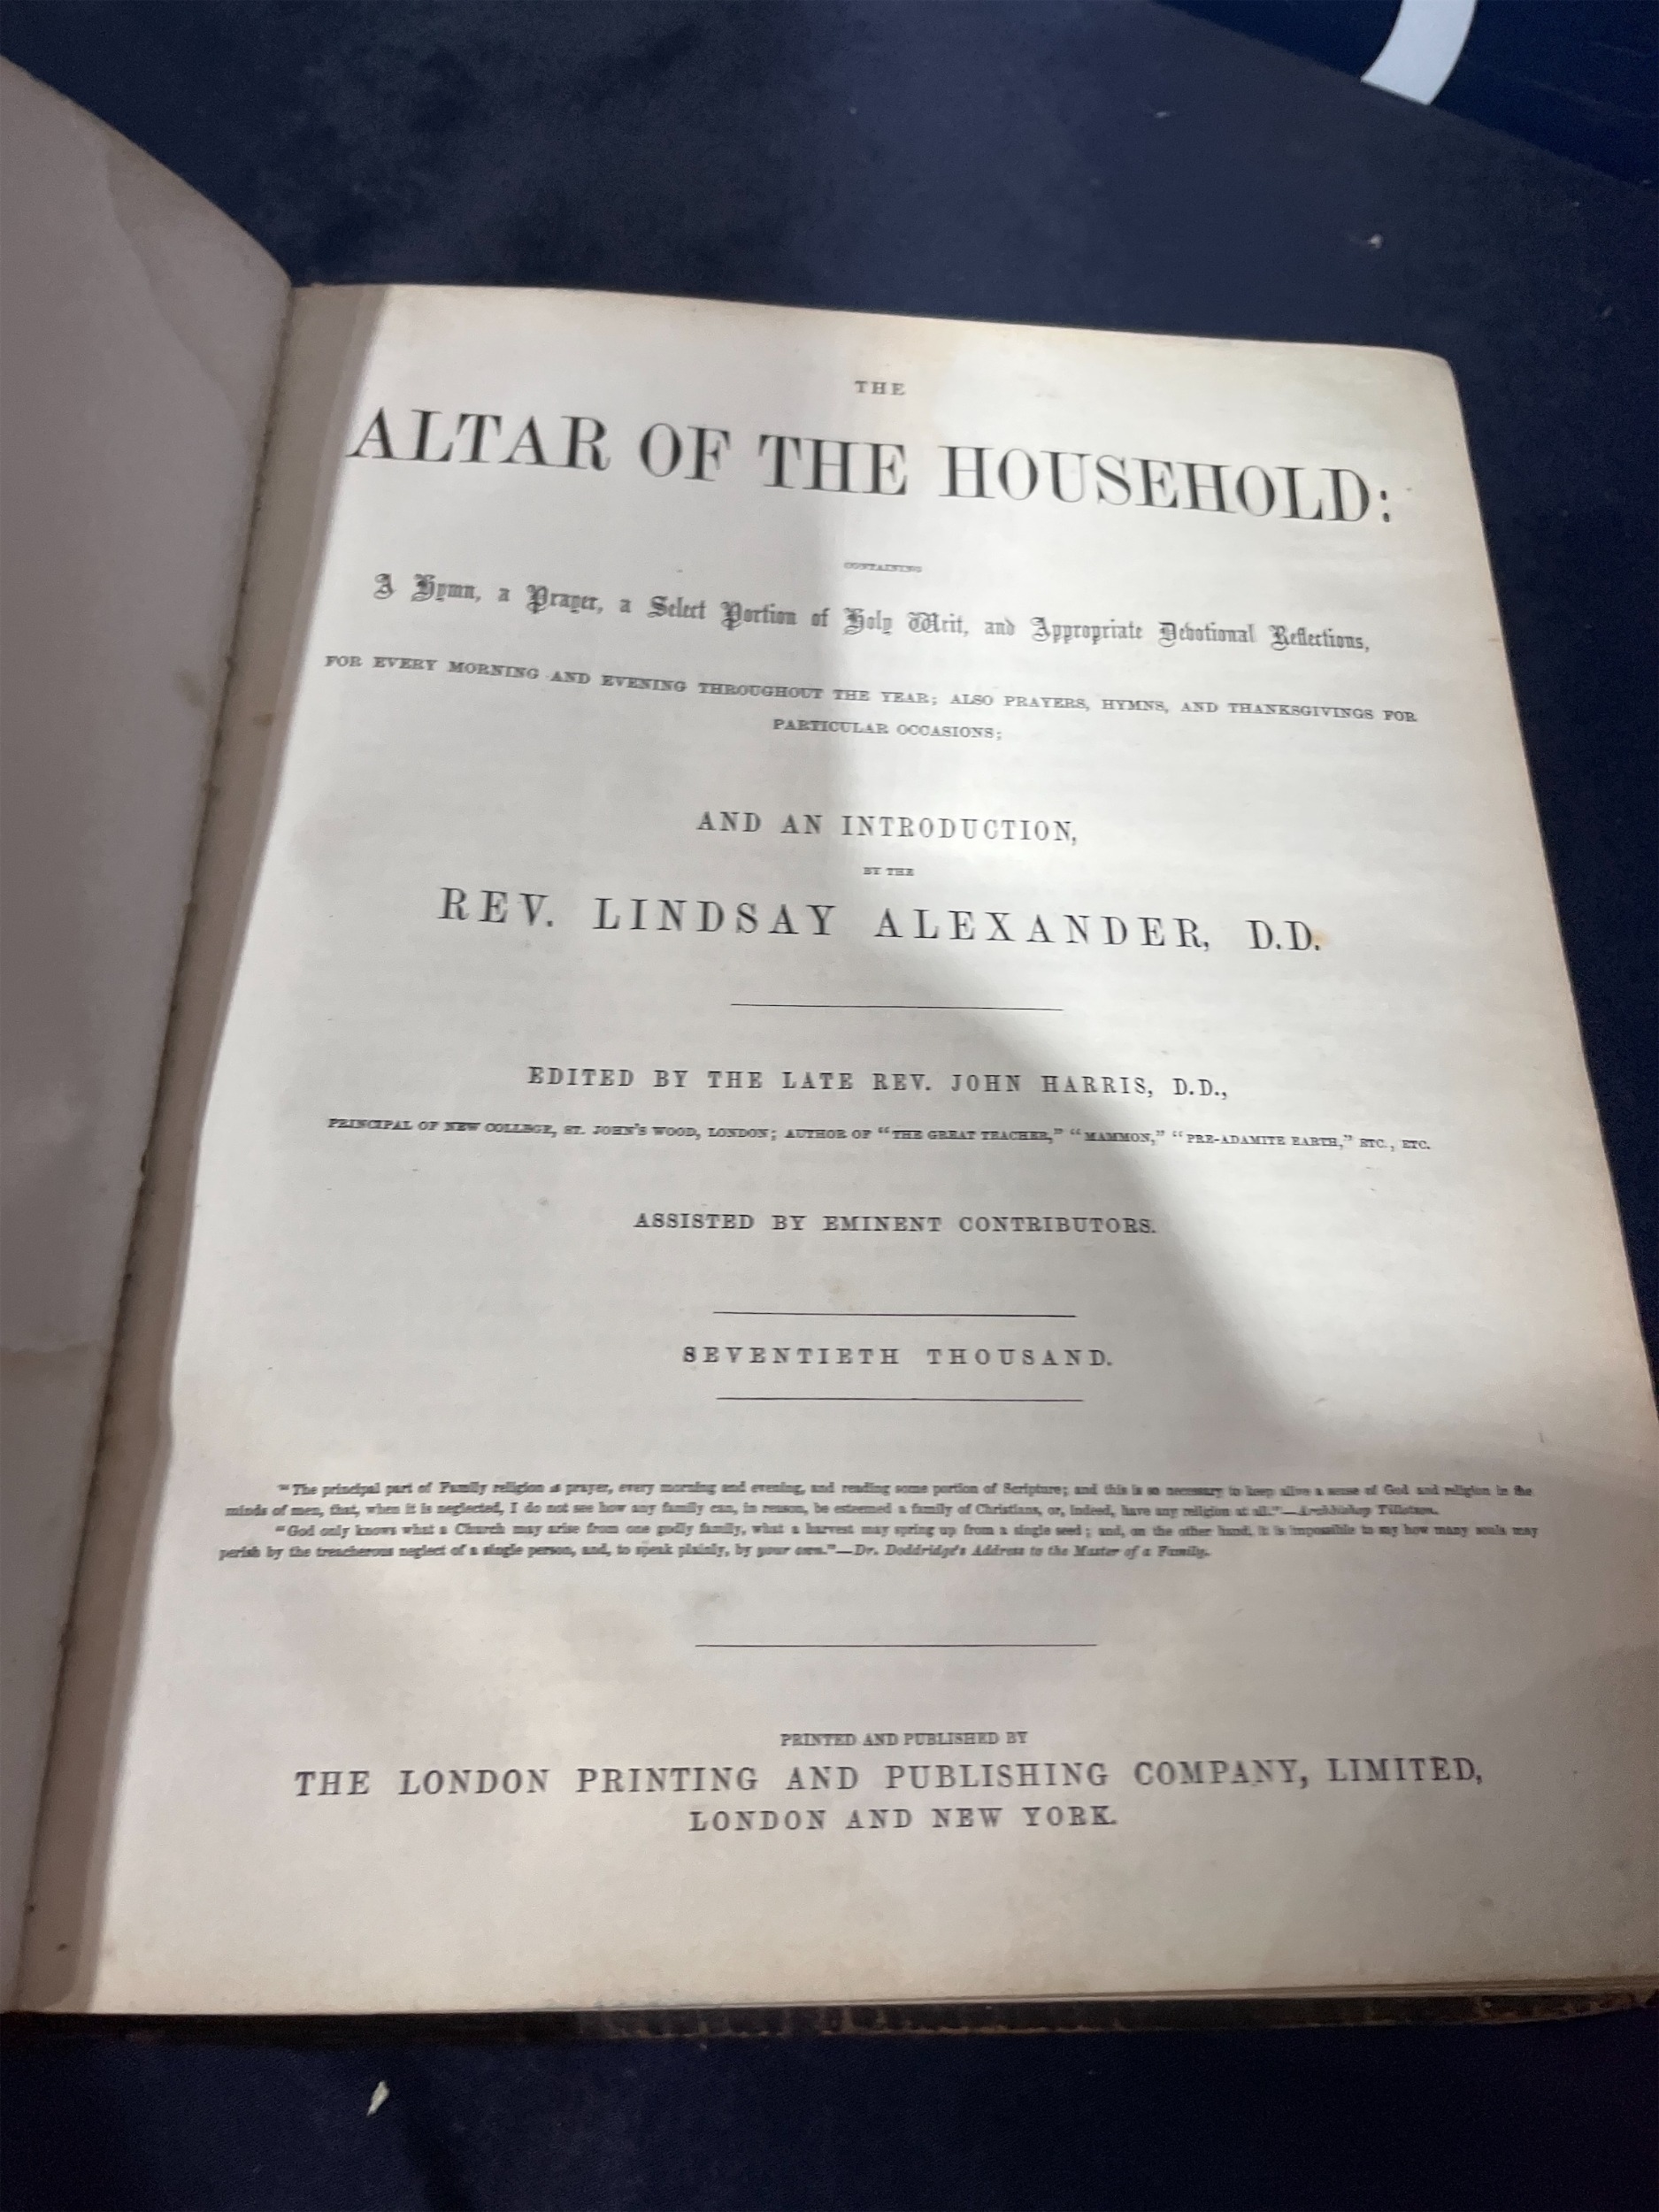 THE
ALTAR OF THE HOUSEHOLD:
CONTAINING
A Hymn, a Prayer, a Select Portion of Holy Writ, and Appropriate Devotional Reflections,
FOR EVERY MORNING AND EVENING THROUGHOUT THE YEAR; ALSO PRAYERS, HYMNS, AND THANKSGIVINGS FOR
PARTICULAR OCCASIONS;
AND AN INTRODUCTION,
BY THE
REV. LINDSAY ALEXANDER, D.D.
EDITED BY THE LATE REV. JOHN HARRIS, D.D.,
PRINCIPAL OF NEW COLLEGE, ST. JOHN'S WOOD, LONDON; AUTHOR OF "THE GREAT TEACHER," "MAMMON," "PRE-ADAMITE EARTH," ETC., ETC.
ASSISTED BY EMINENT CONTRIBUTORS.
SEVENTIETH THOUSAND.
"The principal part of Family religion is prayer, every morning and evening, and reading some portion of Scripture; and this is so necessary to keep alive a sense of God and religion in the
minds of men, that, when it is neglected, I do not see how any family can, in reason, be esteemed a family of Christians, or, indeed, have any religion at all."—Archbishop Tillotson.
"God only knows what a Church may arise from one godly family, what a harvest may spring up from a single seed; and, on the other hand, it is impossible to say how many souls may
perish by the treacherous neglect of a single person, and, to speak plainly, by your own."—Dr. Doddridge's Address to the Master of a Family.
PRINTED AND PUBLISHED BY
THE LONDON PRINTING AND PUBLISHING COMPANY, LIMITED,
LONDON AND NEW YORK.